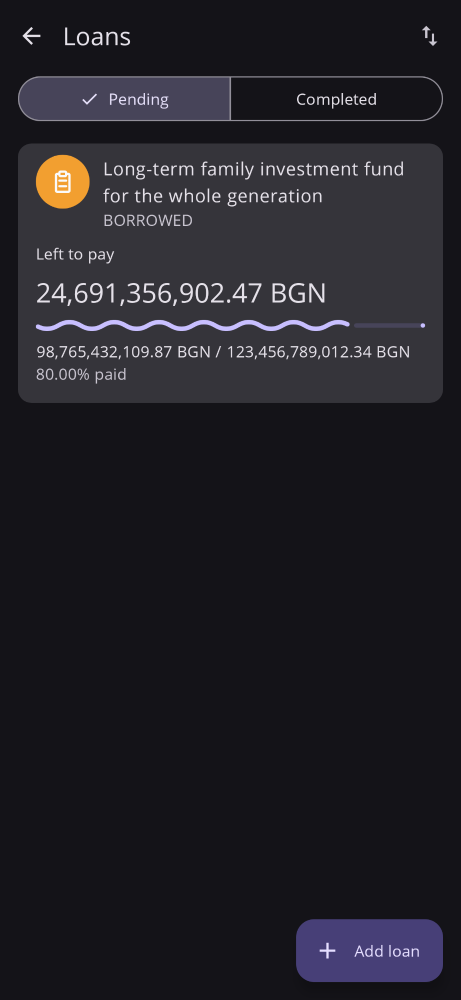 Loans
Pending
Completed
Long-term family investment fund
for the whole generation
BORROWED
Left to pay
24,691,356,902.47 BGN
98,765,432,109.87 BGN / 123,456,789,012.34 BGN
80.00% paid
Add loan